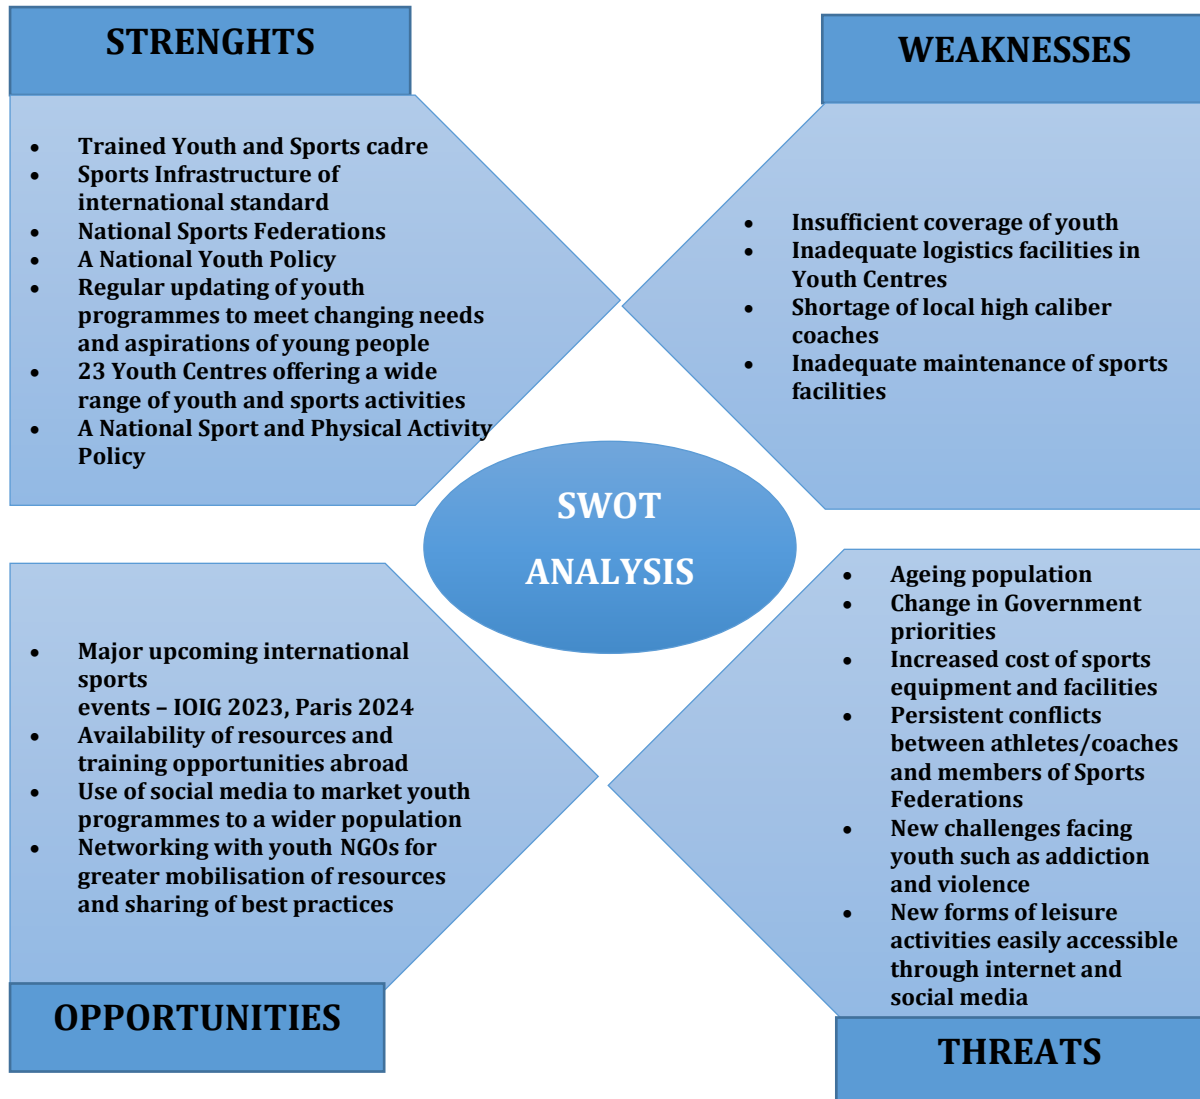 STRENGHTS
• Trained Youth and Sports cadre
• Sports Infrastructure of
international standard
• National Sports Federations
• A National Youth Policy
• Regular updating of youth
programmes to meet changing needs
and aspirations of young people
• 23 Youth Centres offering a wide
range of youth and sports activities
• A National Sport and Physical Activity
Policy
WEAKNESSES
• Insufficient coverage of youth
• Inadequate logistics facilities in
Youth Centres
• Shortage of local high caliber
coaches
• Inadequate maintenance of sports
facilities
SWOT
ANALYSIS
• Major upcoming international
sports
events – IOIG 2023, Paris 2024
• Availability of resources and
training opportunities abroad
• Use of social media to market youth
programmes to a wider population
• Networking with youth NGOs for
greater mobilisation of resources
and sharing of best practices
OPPORTUNITIES
• Ageing population
• Change in Government
priorities
• Increased cost of sports
equipment and facilities
• Persistent conflicts
between athletes/coaches
and members of Sports
Federations
• New challenges facing
youth such as addiction
and violence
• New forms of leisure
activities easily accessible
through internet and
social media
THREATS